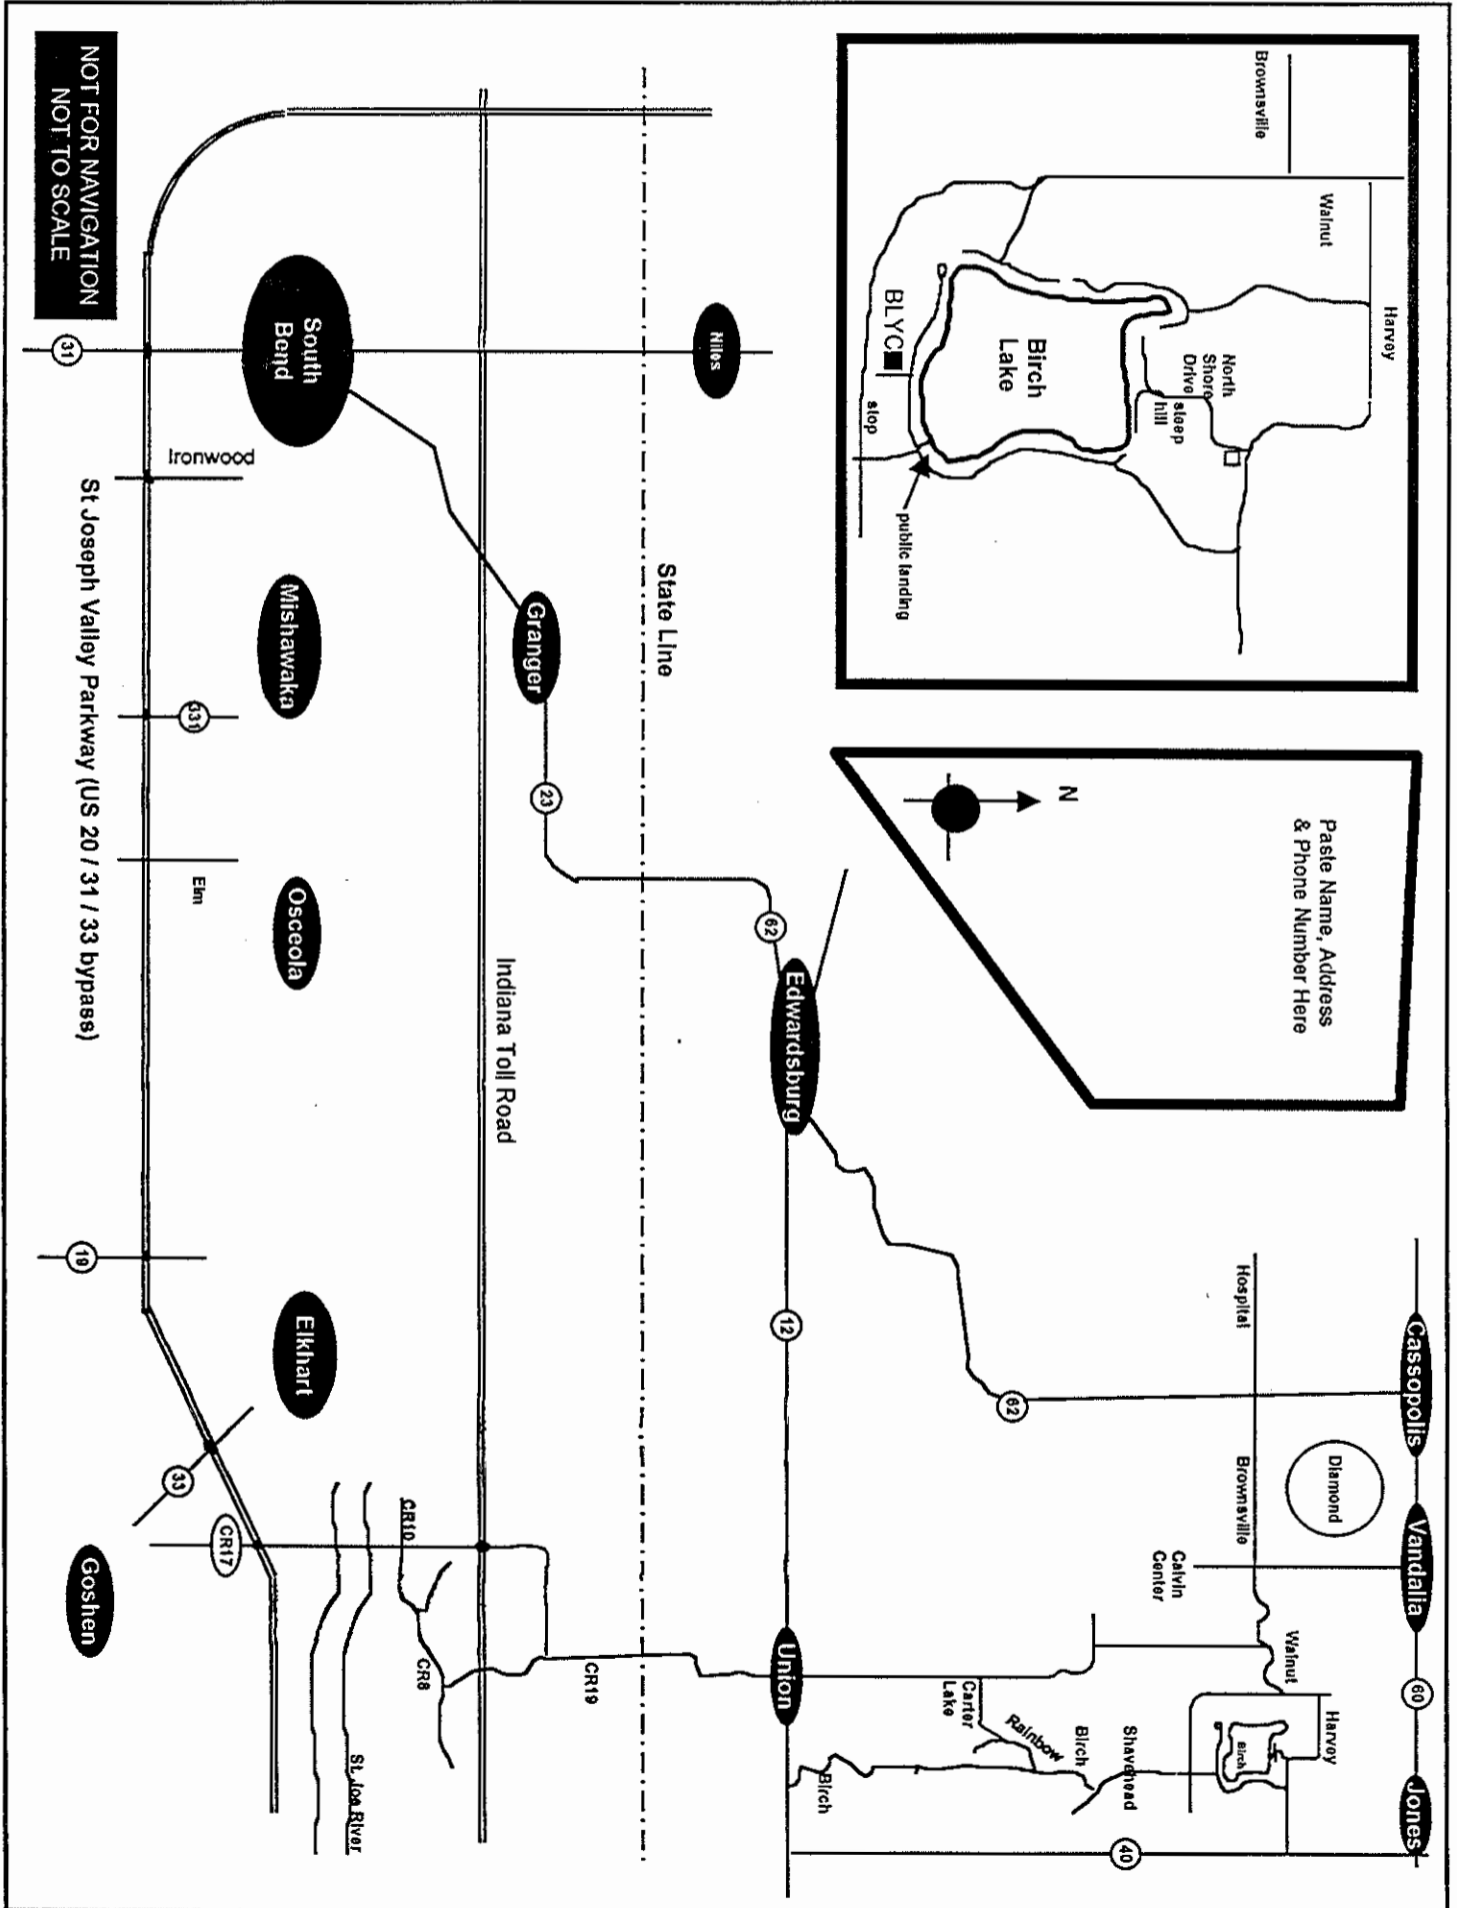 Brownsville
Walnut
Harvey
North
Shore
Drive
steep
hill
Birch
Lake
BLYC
stop
public landing
Paste Name, Address
& Phone Number Here
N
Cassopolis
Vandalia
60
Jones
Diamond
Hospital
Brownsville
Calvin
Center
Walnut
Harvey
Birch
62
Shavehead
Birch
Rainbow
Carter
Lake
40
Birch
Niles
62
Edwardsburg
12
Union
State Line
CR19
Granger
23
Indiana Toll Road
CR10
CR8
St. Joe River
South
Bend
Mishawaka
Osceola
Elkhart
Ironwood
331
Elm
33
CR17
Goshen
St Joseph Valley Parkway (US 20 / 31 / 33 bypass)
31
19
NOT FOR NAVIGATION
NOT TO SCALE